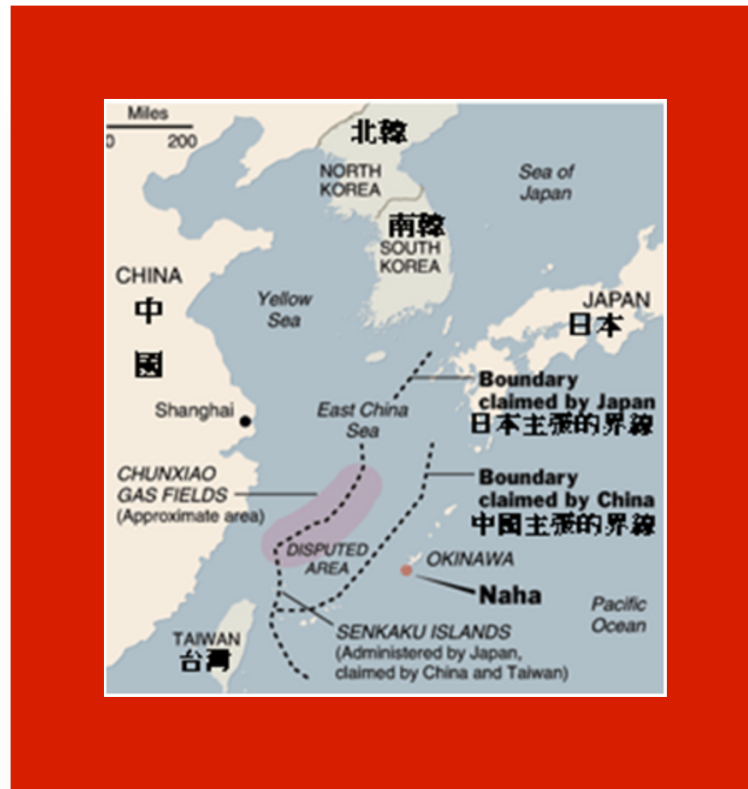 Miles
0 200
北韓
NORTH
KOREA
Sea of
Japan
南韓
SOUTH
KOREA
CHINA
中
國
Yellow
Sea
JAPAN
日本
Boundary
claimed by Japan
日本主張的界線
Shanghai
East China
Sea
CHUNXIAO
GAS FIELDS
(Approximate area)
Boundary
claimed by China
中國主張的界線
DISPUTED
AREA
OKINAWA
Naha
Pacific
Ocean
TAIWAN
台灣
SENKAKU ISLANDS
(Administered by Japan,
claimed by China and Taiwan)